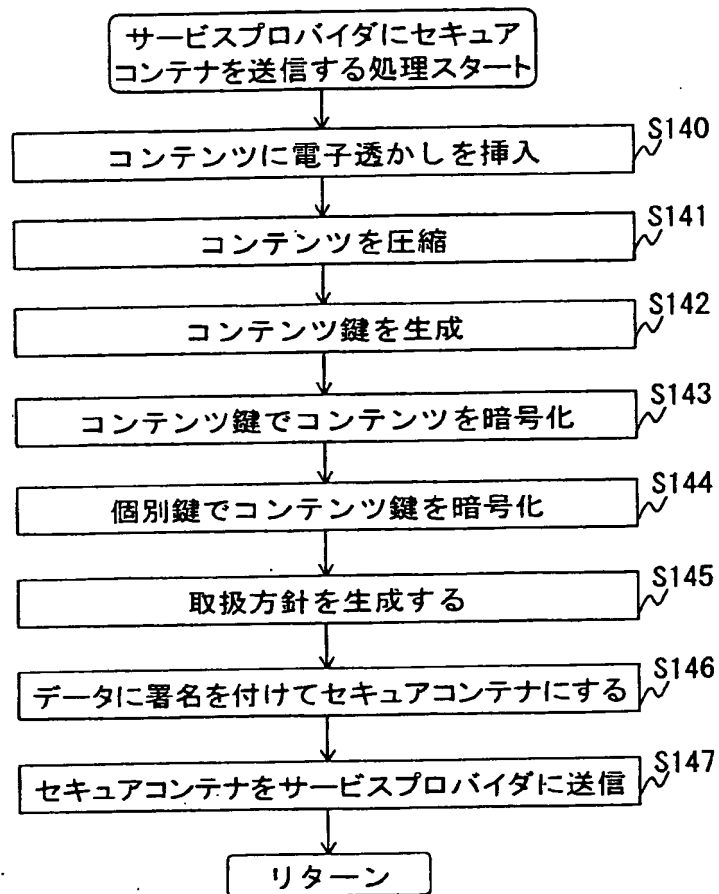 サービスプロバイダにセキュア
コンテナを送信する処理スタート
S140
コンテンツに電子透かしを挿入
S141
コンテンツを圧縮
S142
コンテンツ鍵を生成
S143
コンテンツ鍵でコンテンツを暗号化
S144
個別鍵でコンテンツ鍵を暗号化
S145
取扱方針を生成する
S146
データに署名を付けてセキュアコンテナにする
S147
セキュアコンテナをサービスプロバイダに送信
リターン